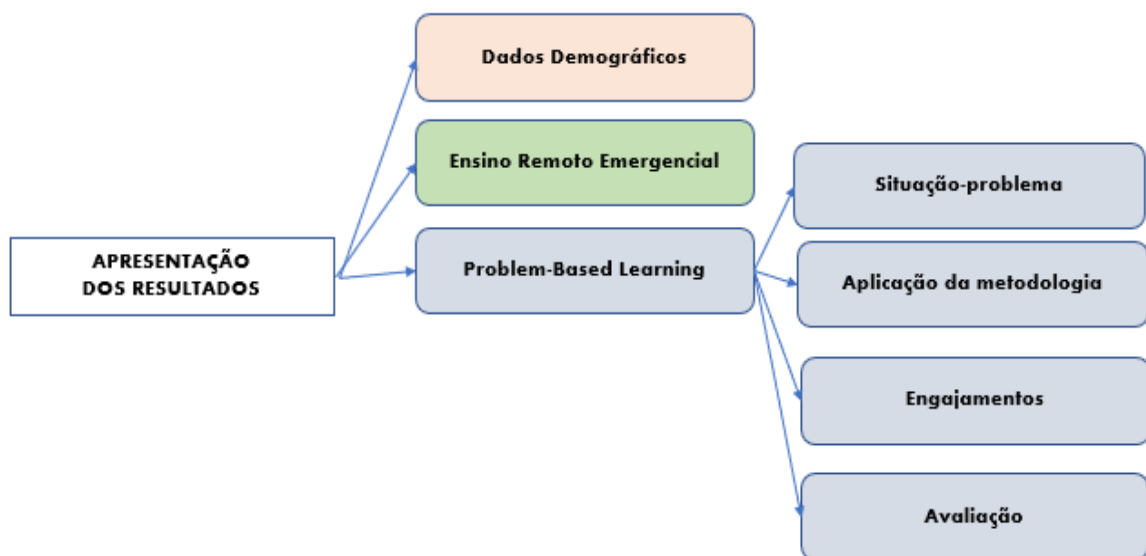 Dados Demográficos
Ensino Remoto Emergencial
Situação-problema
APRESENTAÇÃO
DOS RESULTADOS
Problem-Based Learning
Aplicação da metodologia
Engajamentos
Avaliação